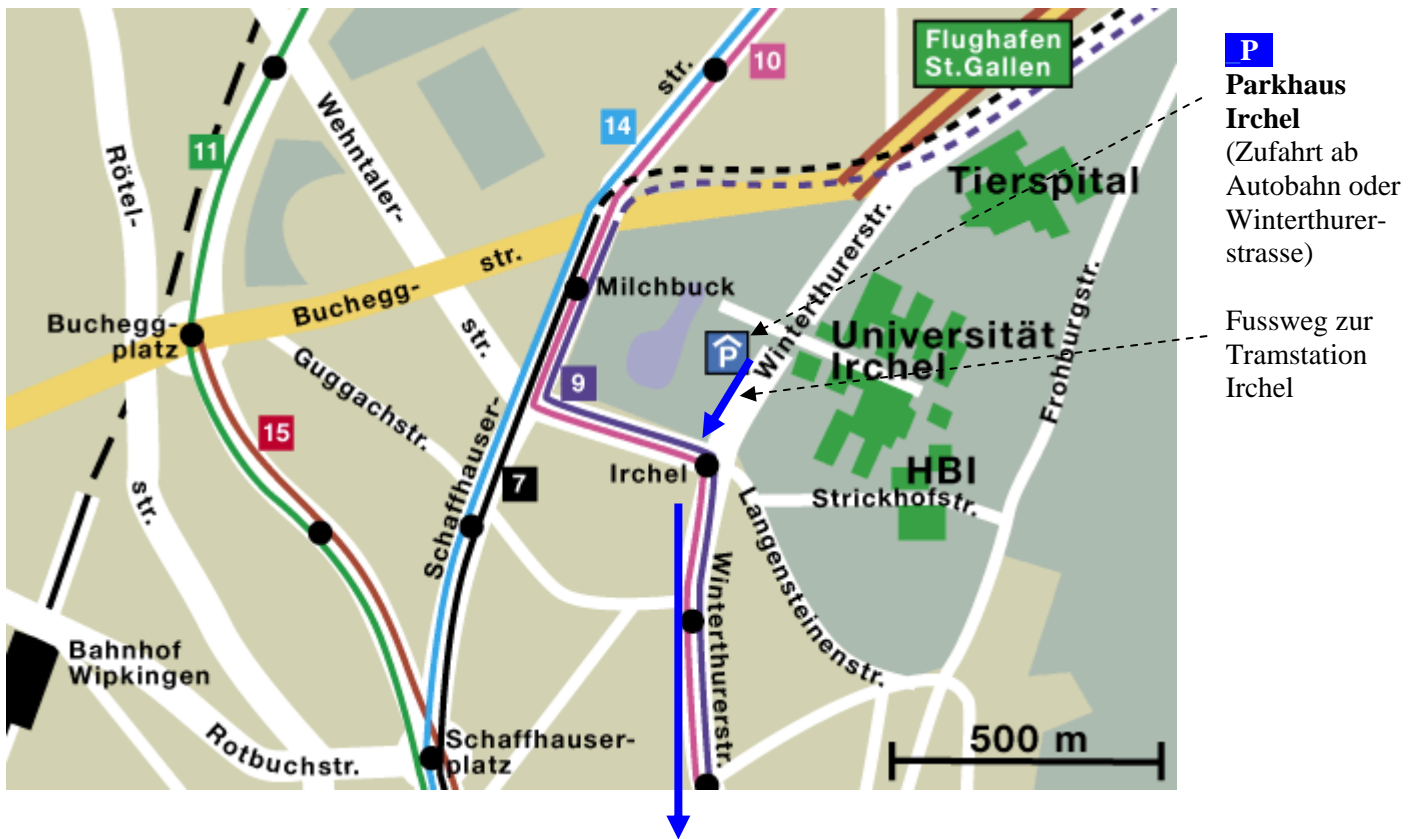 Flughafen
St.Gallen
10
str.
14
11
Wehntaler-
Rötel-
Tierspital
str.
Buchegg-
Milchbuck
Winterthurerstr.
Frohburgstr.
Buchegg-
platz
str.
Guggachstr.
9
P
Universität
Irchel
15
Schaffhauser-
7
Irchel
HBI
Strickhofstr.
str.
Langensteinenstr.
Winterthurerstr.
Bahnhof
Wipkingen
Rotbuchstr.
Schaffhauser-
platz
500 m
_P
Parkhaus
Irchel
(Zufahrt ab
Autobahn oder
Winterthurer-
strasse)
Fussweg zur
Tramstation
Irchel